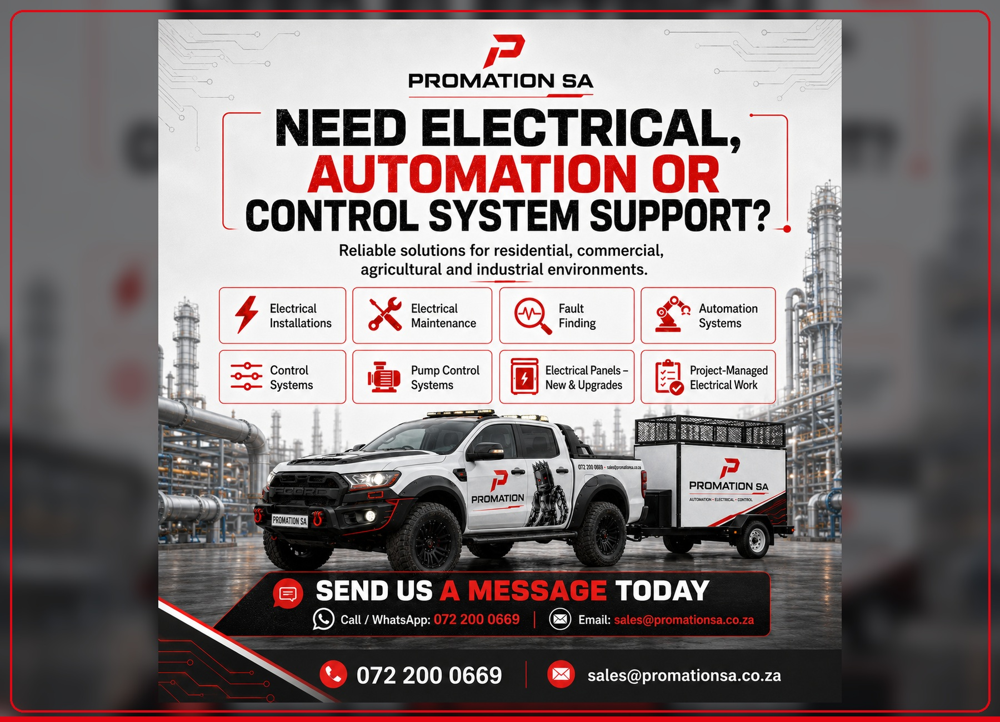 PROMATION SA
NEED ELECTRICAL,
AUTOMATION OR
CONTROL SYSTEM SUPPORT?
Reliable solutions for residential, commercial,
agricultural and industrial environments.
Electrical
Installations
Electrical
Maintenance
Fault
Finding
Automation
Systems
Control
Systems
Pump Control
Systems
Electrical Panels –
New & Upgrades
Project-Managed
Electrical Work
072 200 0669 • sales@promationsa.co.za
PROMATION
PROMATION SA
PROMATION SA
AUTOMATION • ELECTRICAL • CONTROL
SEND US A MESSAGE TODAY
Call / WhatsApp: 072 200 0669 | Email: sales@promationsa.co.za
072 200 0669 | sales@promationsa.co.za